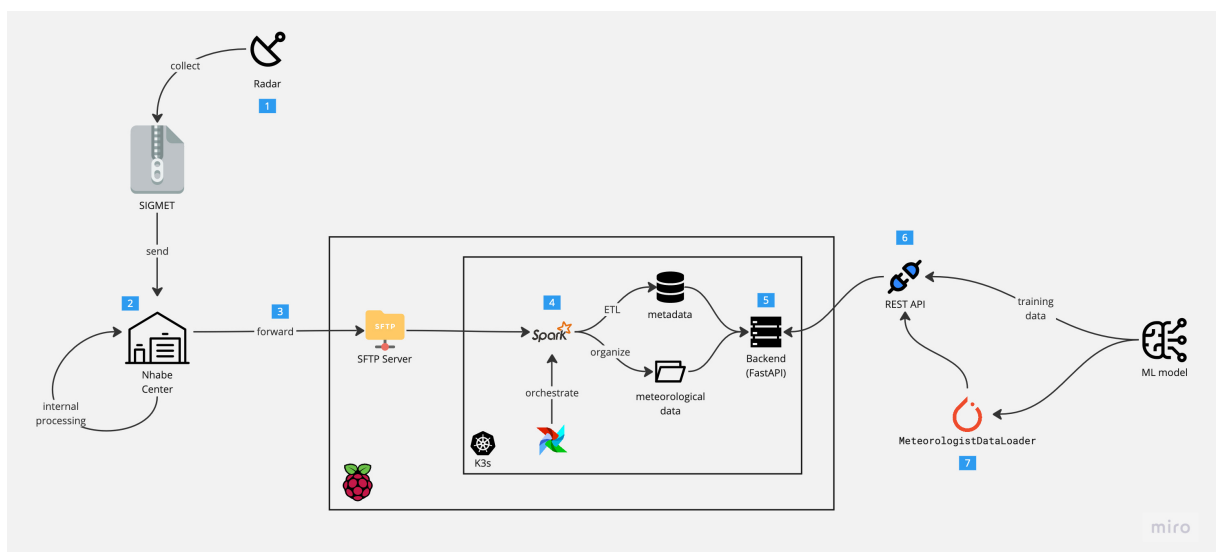 collect
Radar
1
SIGMET
send
2
Nhabe
Center
internal
processing
3
forward
SFTP
SFTP Server
4
Spark
ETL
organize
orchestrate
K3s
metadata
meteorological
data
5
Backend
(FastAPI)
6
REST API
training
data
ML model
MeteorologistDataLoader
7
miro